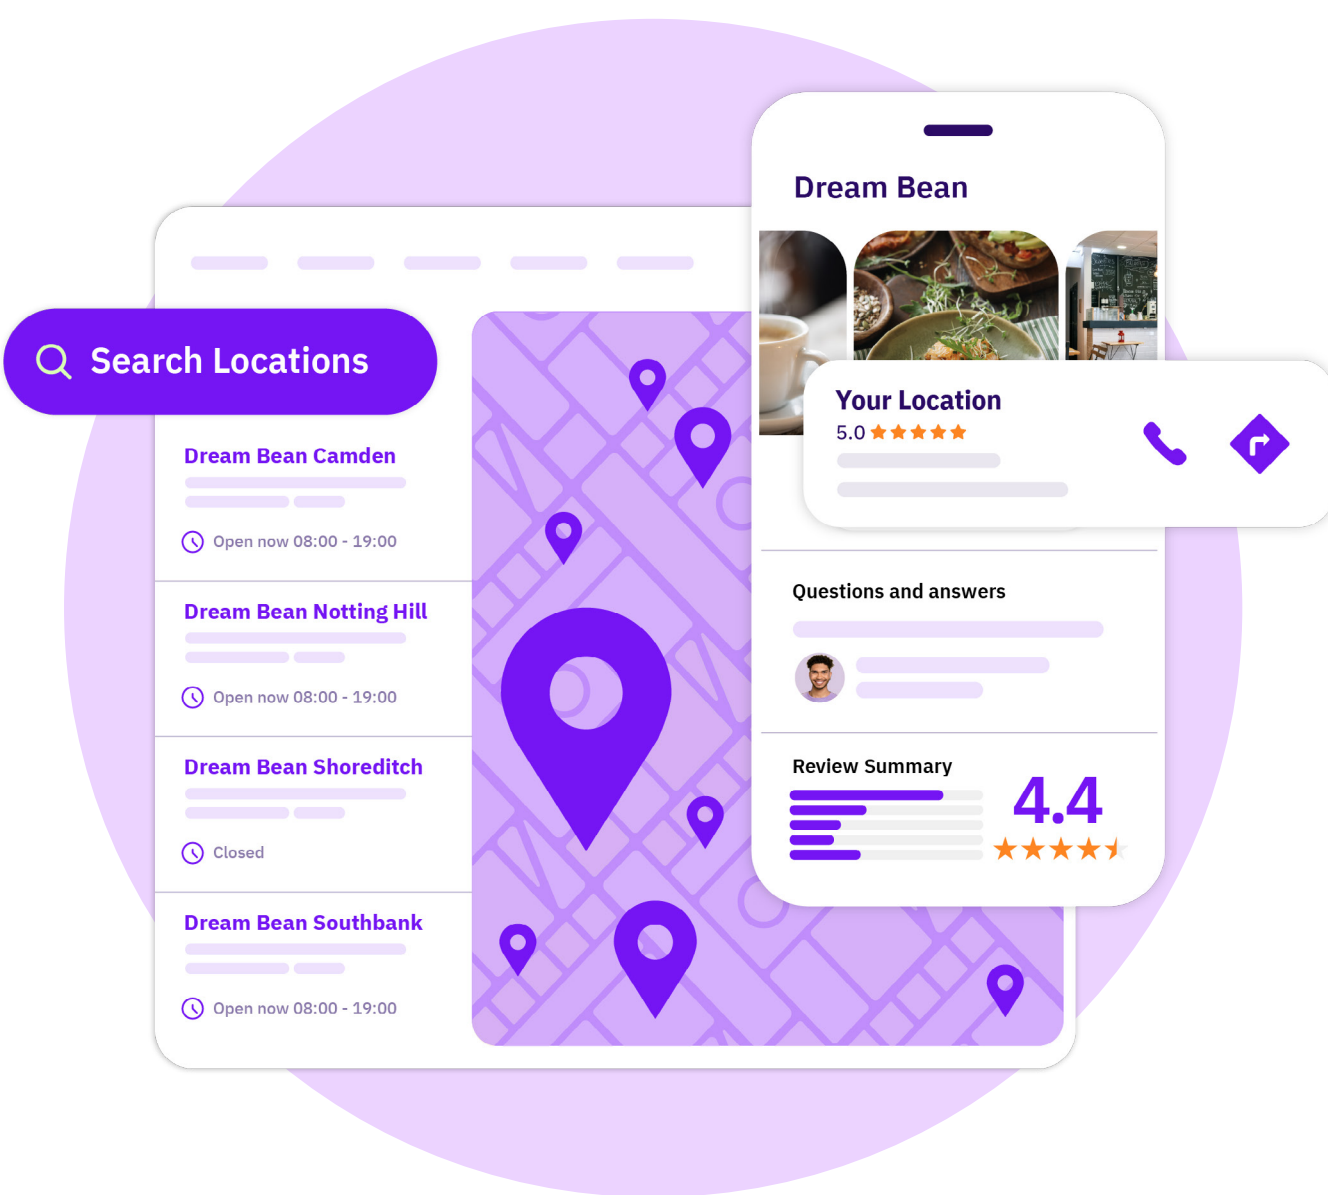 Search Locations
Dream Bean Camden
Open now 08:00 - 19:00
Dream Bean Notting Hill
Open now 08:00 - 19:00
Dream Bean Shoreditch
Closed
Dream Bean Southbank
Open now 08:00 - 19:00
Dream Bean
Your Location
5.0
Questions and answers
Review Summary
4.4